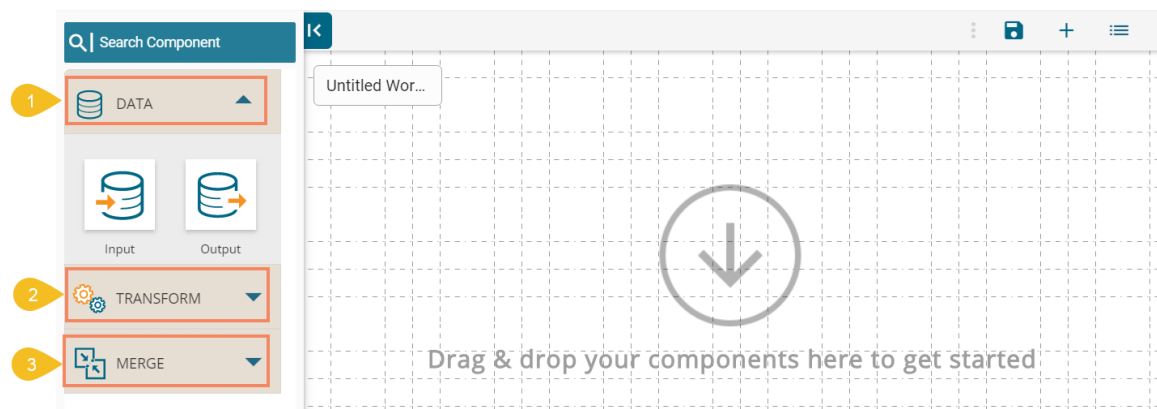 Search Component
1
DATA
Input
Output
2
TRANSFORM
3
MERGE
Untitled Wor...
Drag & drop your components here to get started